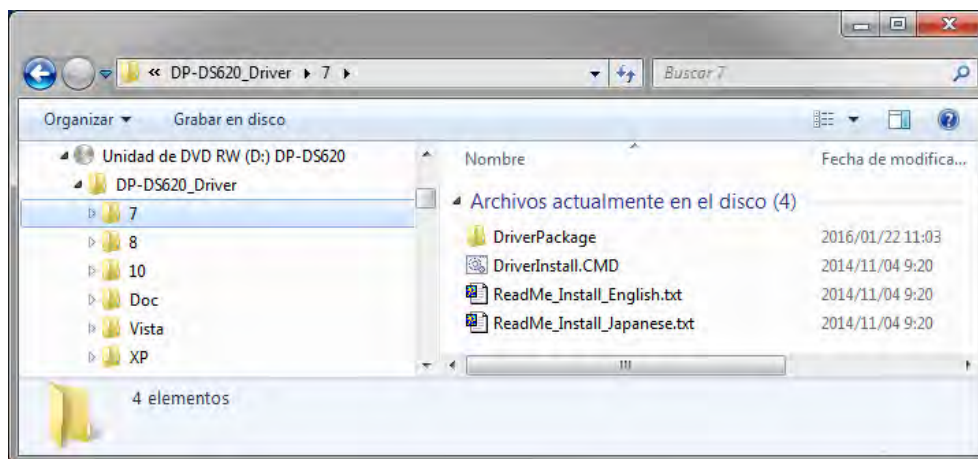 « DP-DS620_Driver ▸ 7 ▸
Buscar 7
Organizar ▾ Grabar en disco
Unidad de DVD RW (D:) DP-DS620
DP-DS620_Driver
7
8
10
Doc
Vista
XP
Nombre Fecha de modifica...
Archivos actualmente en el disco (4)
DriverPackage 2016/01/22 11:03
DriverInstall.CMD 2014/11/04 9:20
ReadMe_Install_English.txt 2014/11/04 9:20
ReadMe_Install_Japanese.txt 2014/11/04 9:20
4 elementos